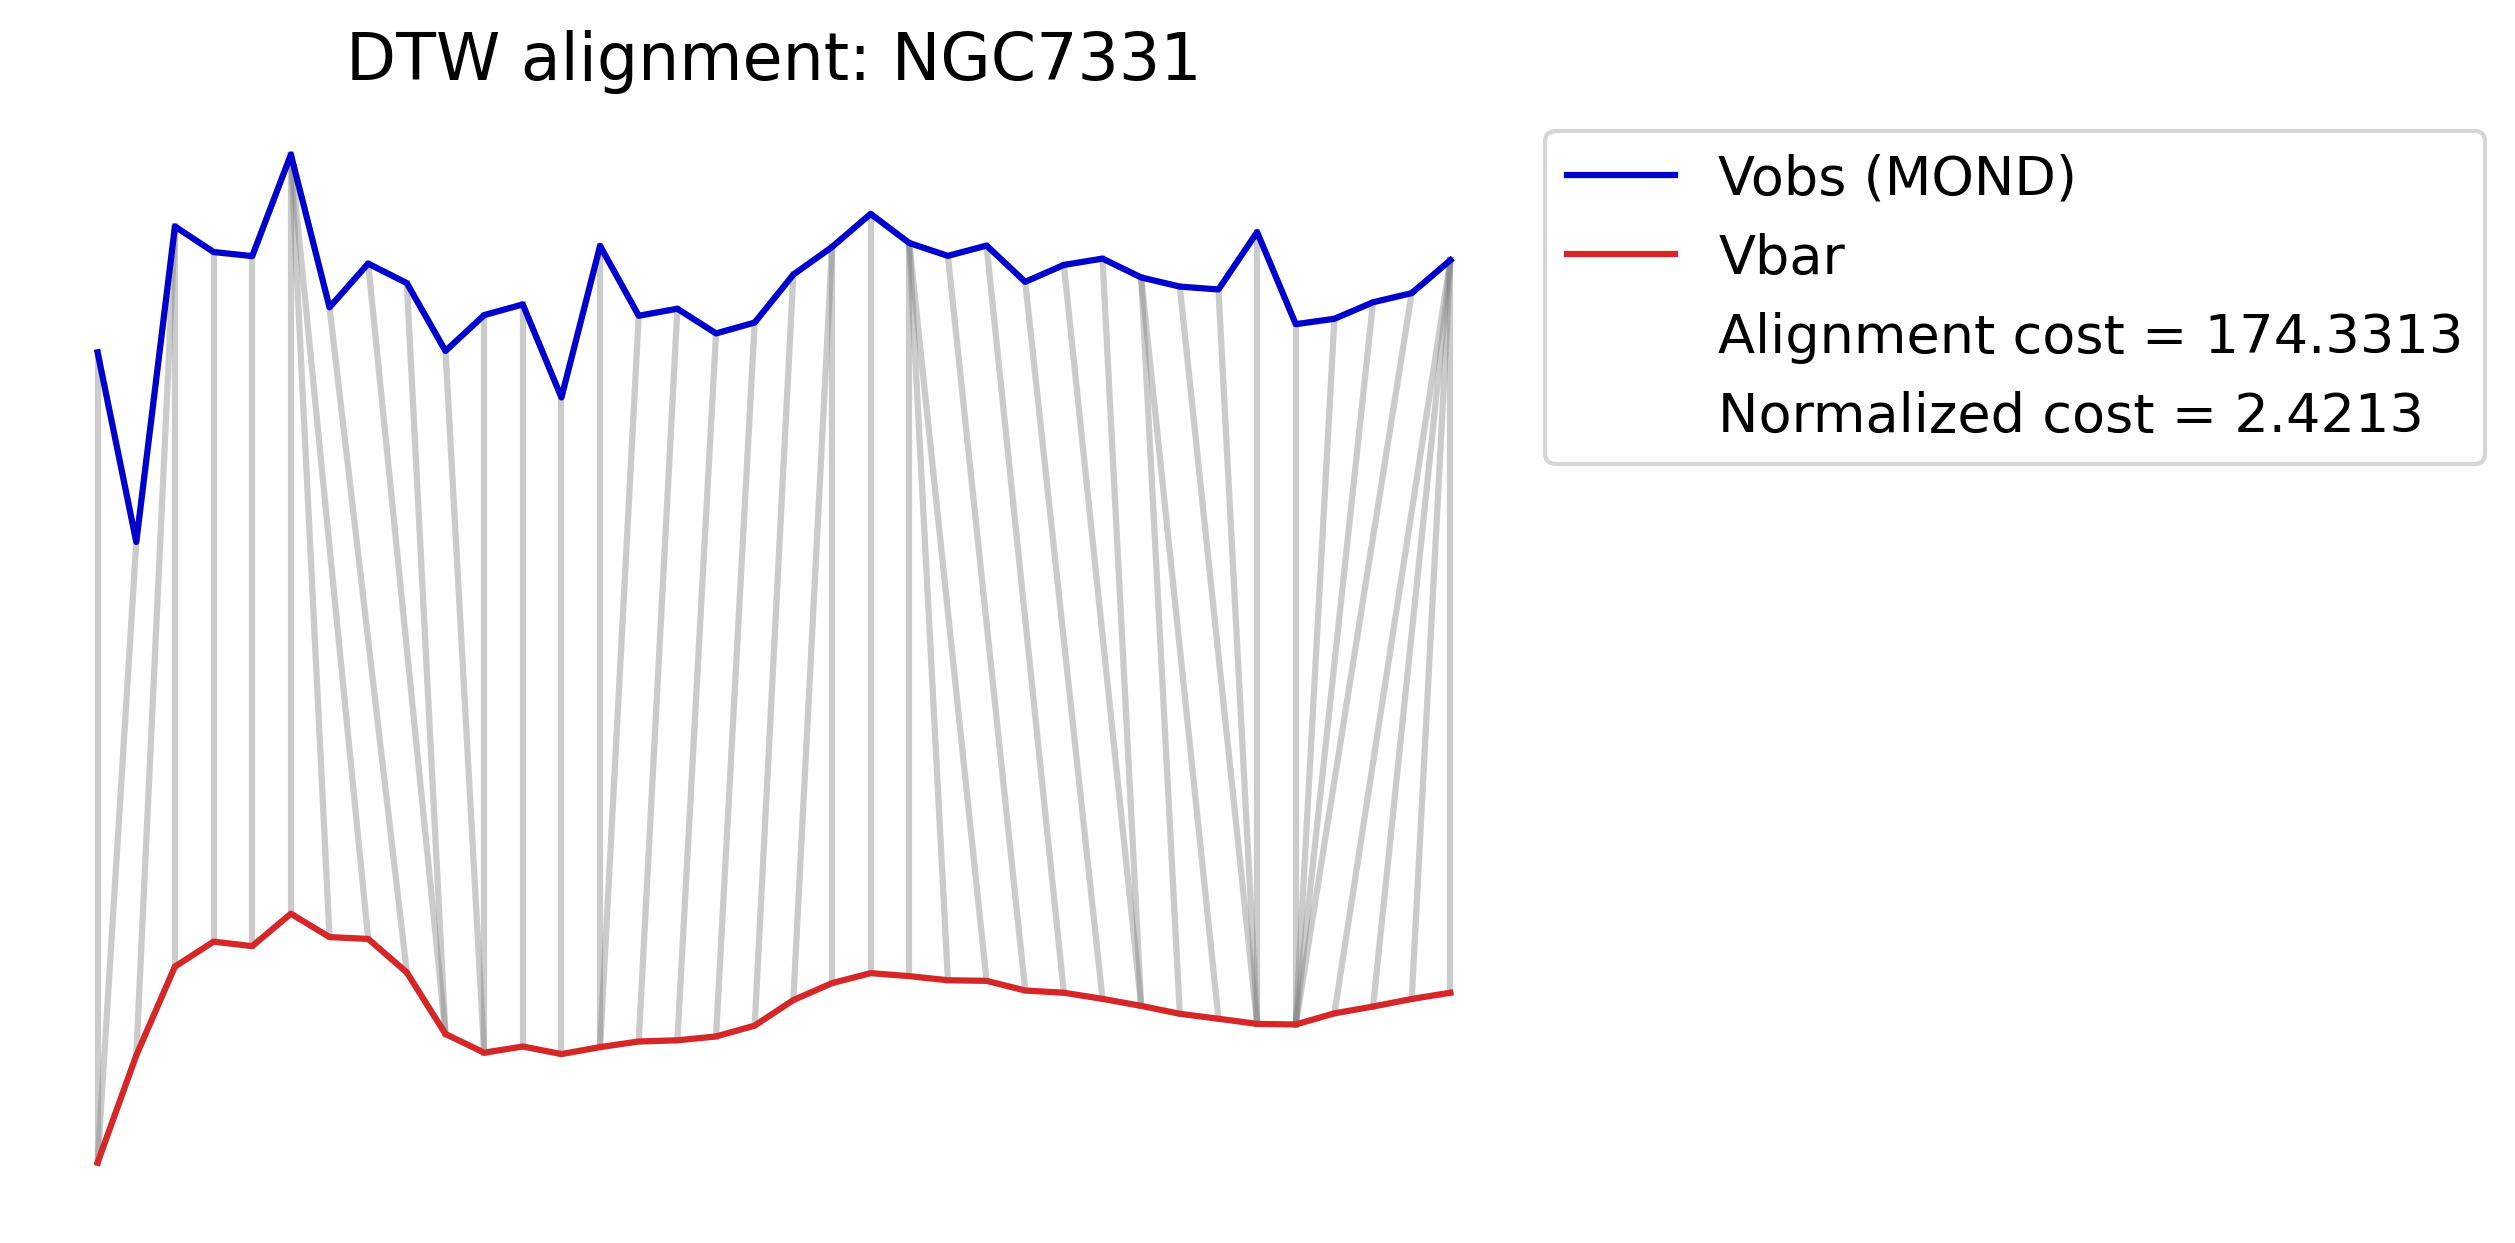 DTW alignment: NGC7331
Vobs (MOND)
Vbar
Alignment cost = 174.3313
Normalized cost = 2.4213